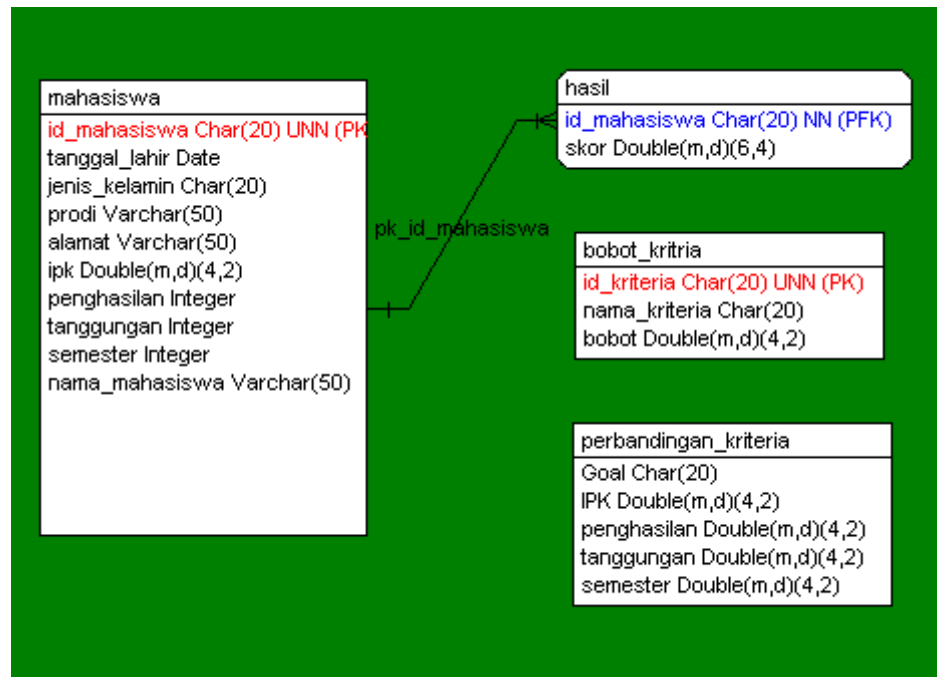 mahasiswa
id_mahasiswa Char(20) UNN (PK
tanggal_lahir Date
jenis_kelamin Char(20)
prodi Varchar(50)
alamat Varchar(50)
ipk Double(m,d)(4,2)
penghasilan Integer
tanggungan Integer
semester Integer
nama_mahasiswa Varchar(50)
pk_id_mahasiswa
hasil
id_mahasiswa Char(20) NN (PFK)
skor Double(m,d)(6,4)
bobot_kritria
id_kriteria Char(20) UNN (PK)
nama_kriteria Char(20)
bobot Double(m,d)(4,2)
perbandingan_kriteria
Goal Char(20)
IPK Double(m,d)(4,2)
penghasilan Double(m,d)(4,2)
tanggungan Double(m,d)(4,2)
semester Double(m,d)(4,2)